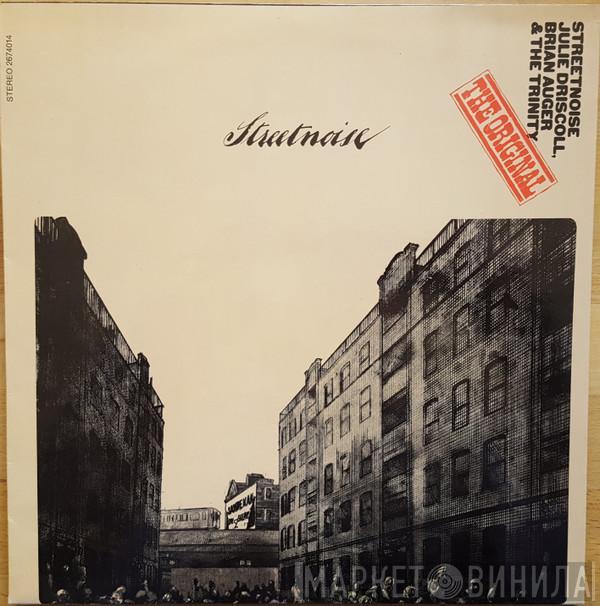 STEREO 2674014
STREETNOISE
JULIE DRISCOLL,
BRIAN AUGER
& THE TRINITY
THE ORIGINAL
Streetnoise
МАРКЕТ ВИНИЛА